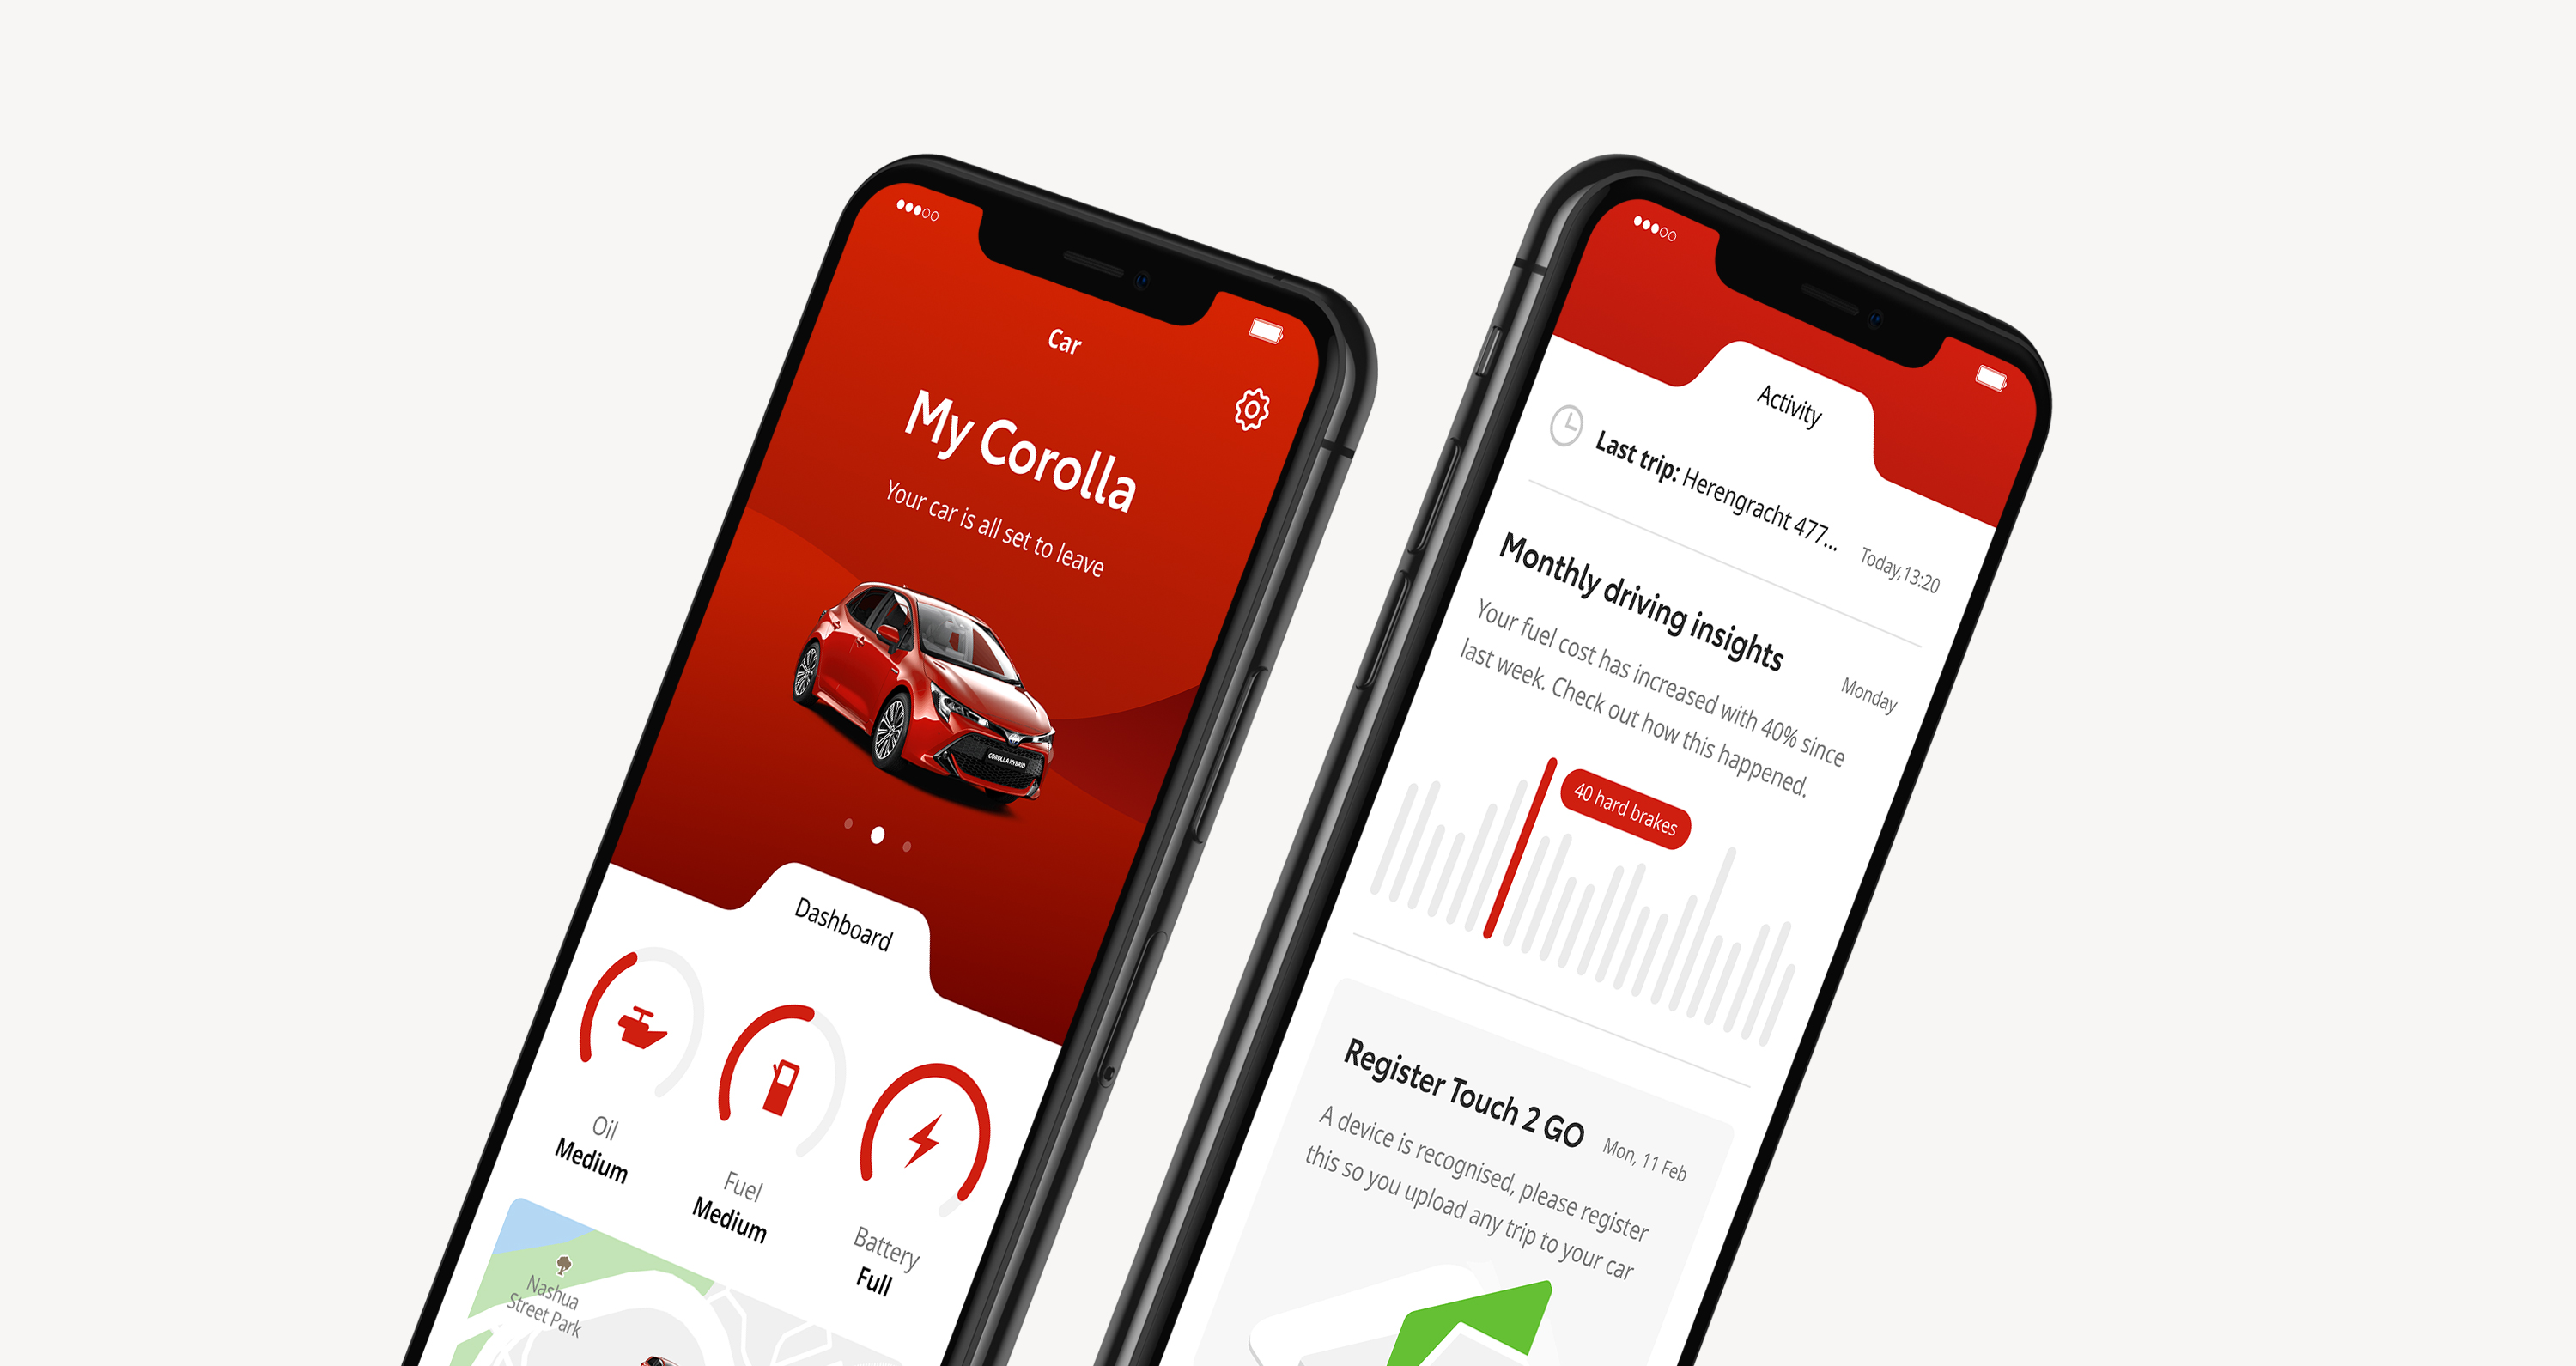 Car
My Corolla
Your car is all set to leave
COROLLA HYBRID
Dashboard
Oil
Medium
Fuel
Medium
Battery
Full
Nashua
Street Park
Activity
Last trip: Herengracht 477...
Today,13:20
Monthly driving insights
Monday
Your fuel cost has increased with 40% since
last week. Check out how this happened.
40 hard brakes
Register Touch 2 GO
Mon, 11 Feb
A device is recognised, please register
this so you upload any trip to your car